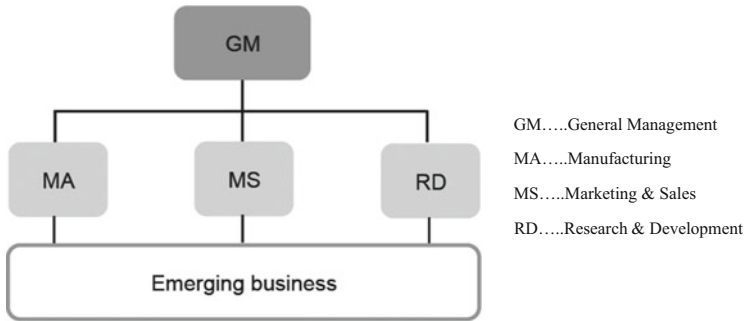 GM
MA MS RD
Emerging business
GM…..General Management
MA…..Manufacturing
MS…..Marketing & Sales
RD…..Research & Development